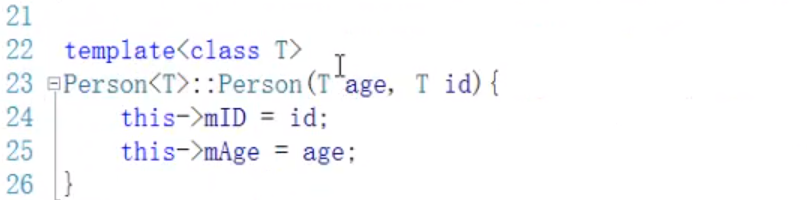 21
22 template<class T>
23 Person<T>::Person(T age, T id){
24 this->mID = id;
25 this->mAge = age;
26 }